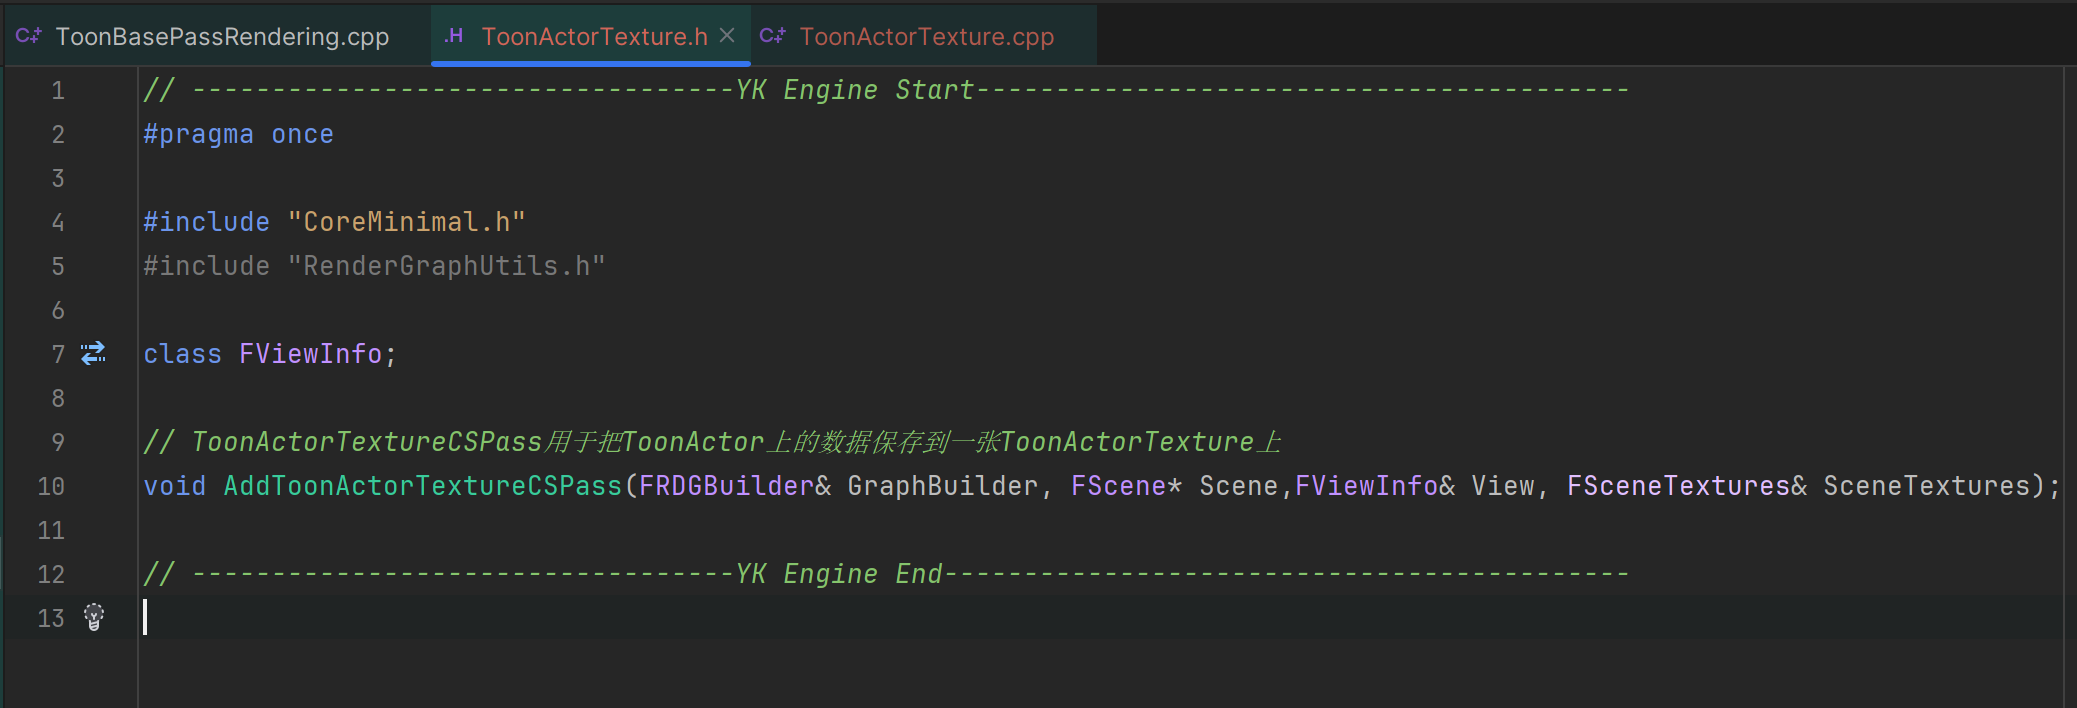 C++ ToonBasePassRendering.cpp .H ToonActorTexture.h × C++ ToonActorTexture.cpp
1 // ----------------------------------YK Engine Start-----------------------------------------
2 #pragma once
3
4 #include "CoreMinimal.h"
5 #include "RenderGraphUtils.h"
6
7 class FViewInfo;
8
9 // ToonActorTextureCSPass用于把ToonActor上的数据保存到一张ToonActorTexture上
10 void AddToonActorTextureCSPass(FRDGBuilder& GraphBuilder, FScene* Scene,FViewInfo& View, FSceneTextures& SceneTextures);
11
12 // ----------------------------------YK Engine End-------------------------------------------
13